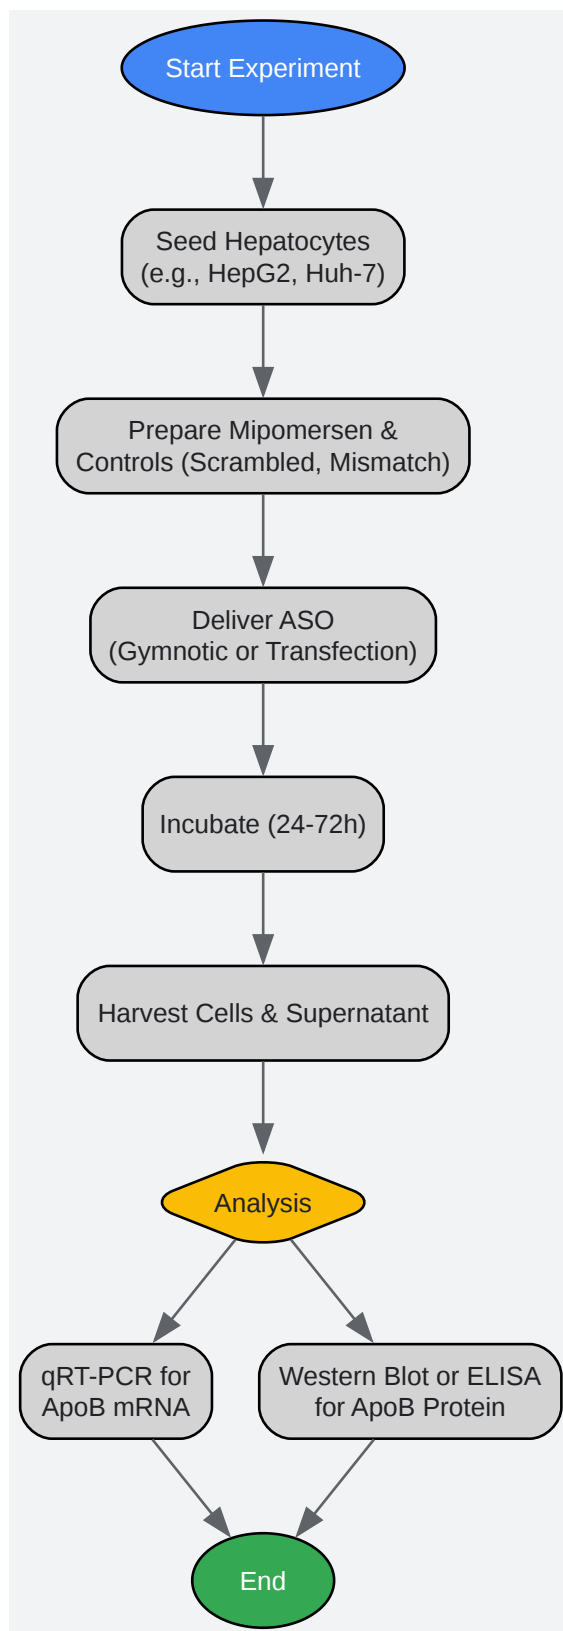 Start Experiment
Seed Hepatocytes
(e.g., HepG2, Huh-7)
Prepare Mipomersen &
Controls (Scrambled, Mismatch)
Deliver ASO
(Gymnotic or Transfection)
Incubate (24-72h)
Harvest Cells & Supernatant
Analysis
qRT-PCR for
ApoB mRNA
Western Blot or ELISA
for ApoB Protein
End